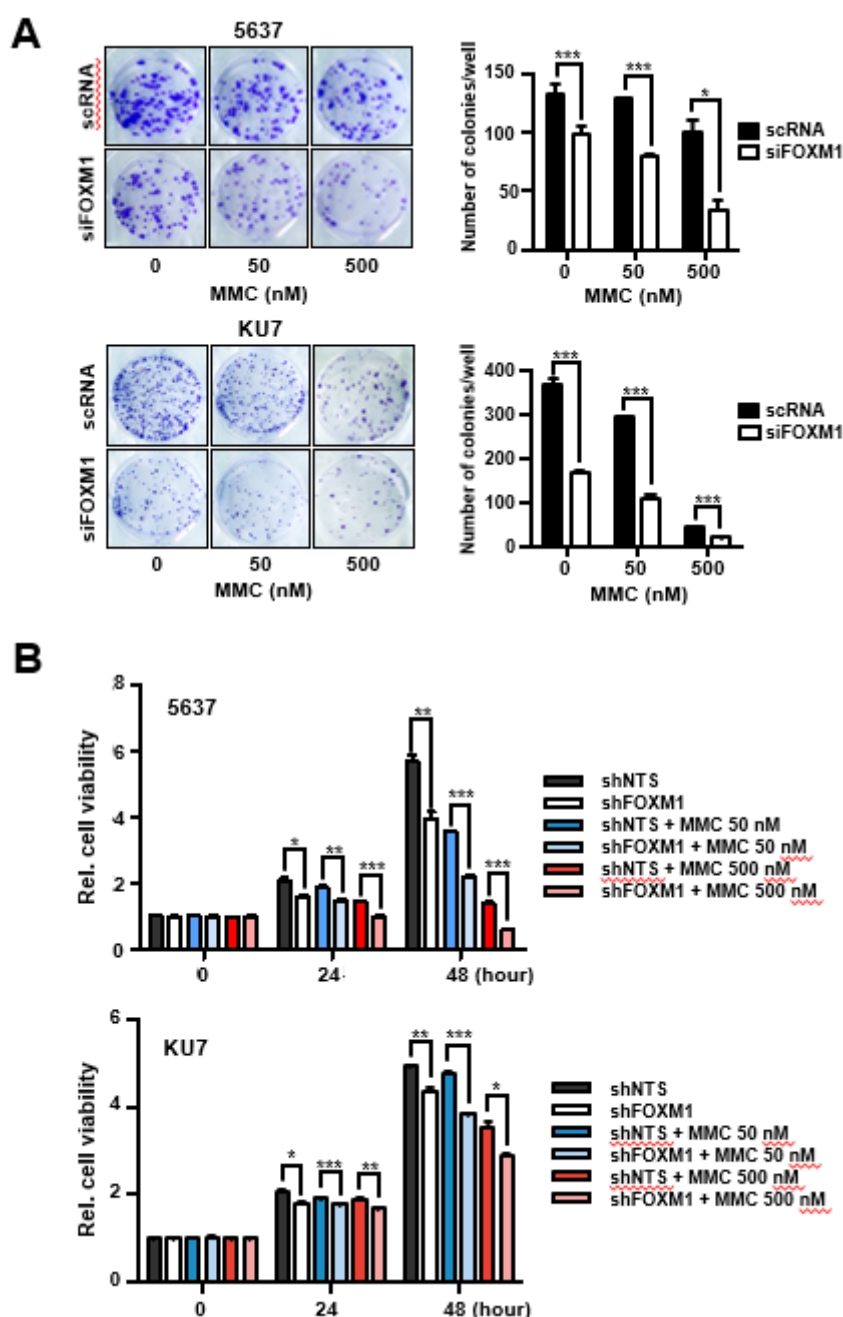 A
5637
scRNA
siFOXM1
0 50 500
MMC (nM)
Number of colonies/well
150
100
50
0
*** *** *
0 50 500
MMC (nM)
scRNA
siFOXM1
KU7
scRNA
siFOXM1
0 50 500
MMC (nM)
Number of colonies/well
400
300
200
100
0
*** *** ***
0 50 500
MMC (nM)
scRNA
siFOXM1
B
5637
Rel. cell viability
8
6
4
2
0
* ** *** ** *** ***
0 24 48 (hour)
shNTS
shFOXM1
shNTS + MMC 50 nM
shFOXM1 + MMC 50 nM
shNTS + MMC 500 nM
shFOXM1 + MMC 500 nM
KU7
Rel. cell viability
6
4
2
0
* *** ** ** *** *
0 24 48 (hour)
shNTS
shFOXM1
shNTS + MMC 50 nM
shFOXM1 + MMC 50 nM
shNTS + MMC 500 nM
shFOXM1 + MMC 500 nM